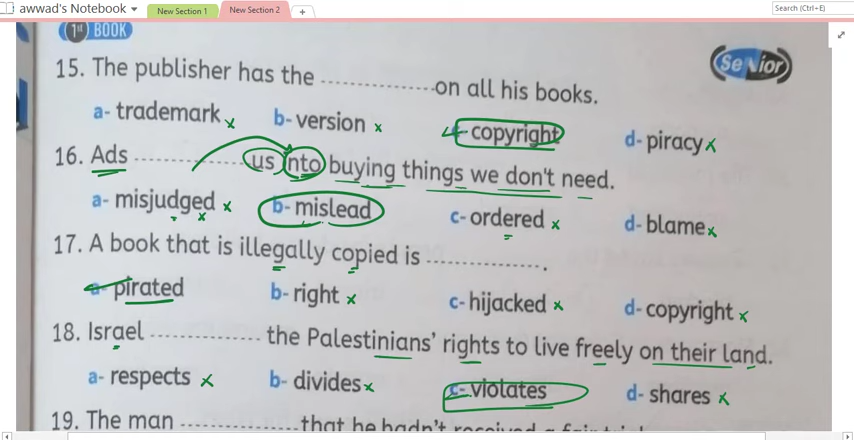 awwad's Notebook
New Section 1
New Section 2
+
Search (Ctrl+E)
1st BOOK
Senior
15. The publisher has the .................... on all his books.
a- trademark x b- version x c- copyright d- piracy x
16. Ads .................... us into buying things we don't need.
a- misjudged x b- mislead c- ordered x d- blame x
17. A book that is illegally copied is .................... .
a- pirated b- right x c- hijacked x d- copyright x
18. Israel .................... the Palestinians' rights to live freely on their land.
a- respects x b- divides x c- violates d- shares x
19. The man .................... that he hadn't received a fair trial